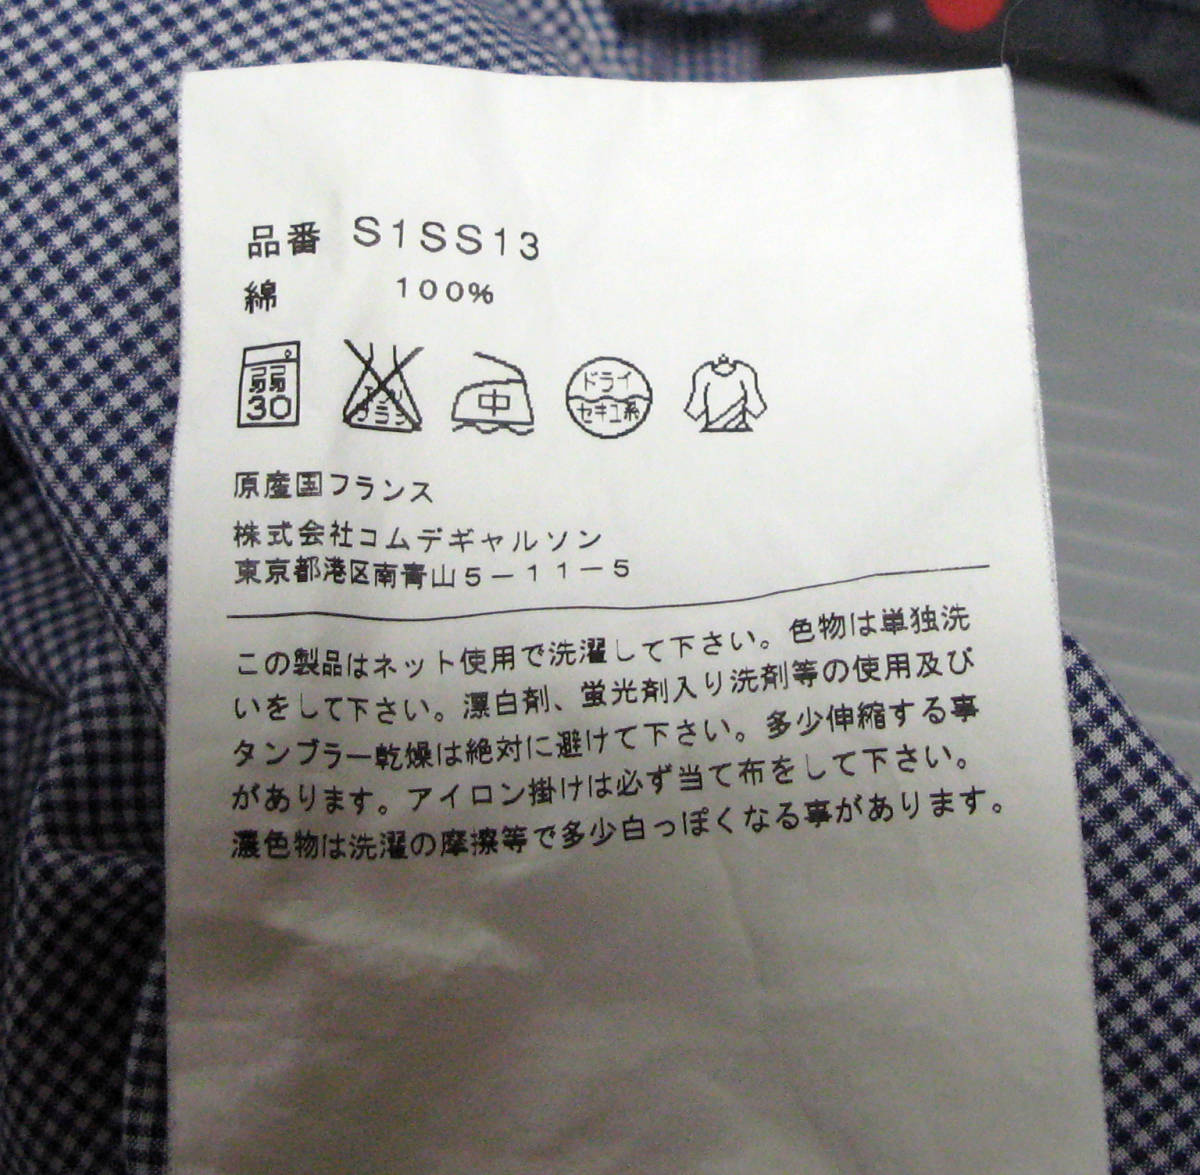 品番 S1SS13
綿 100%
弱
30
エンソ
サラシ
中
ドライ
セキユ系
原産国フランス
株式会社コムデギャルソン
東京都港区南青山5-11-5
この製品はネット使用で洗濯して下さい。色物は単独洗
いをして下さい。漂白剤、蛍光剤入り洗剤等の使用及び
タンブラー乾燥は絶対に避けて下さい。多少伸縮する事
があります。アイロン掛けは必ず当て布をして下さい。
濃色物は洗濯の摩擦等で多少白っぽくなる事があります。